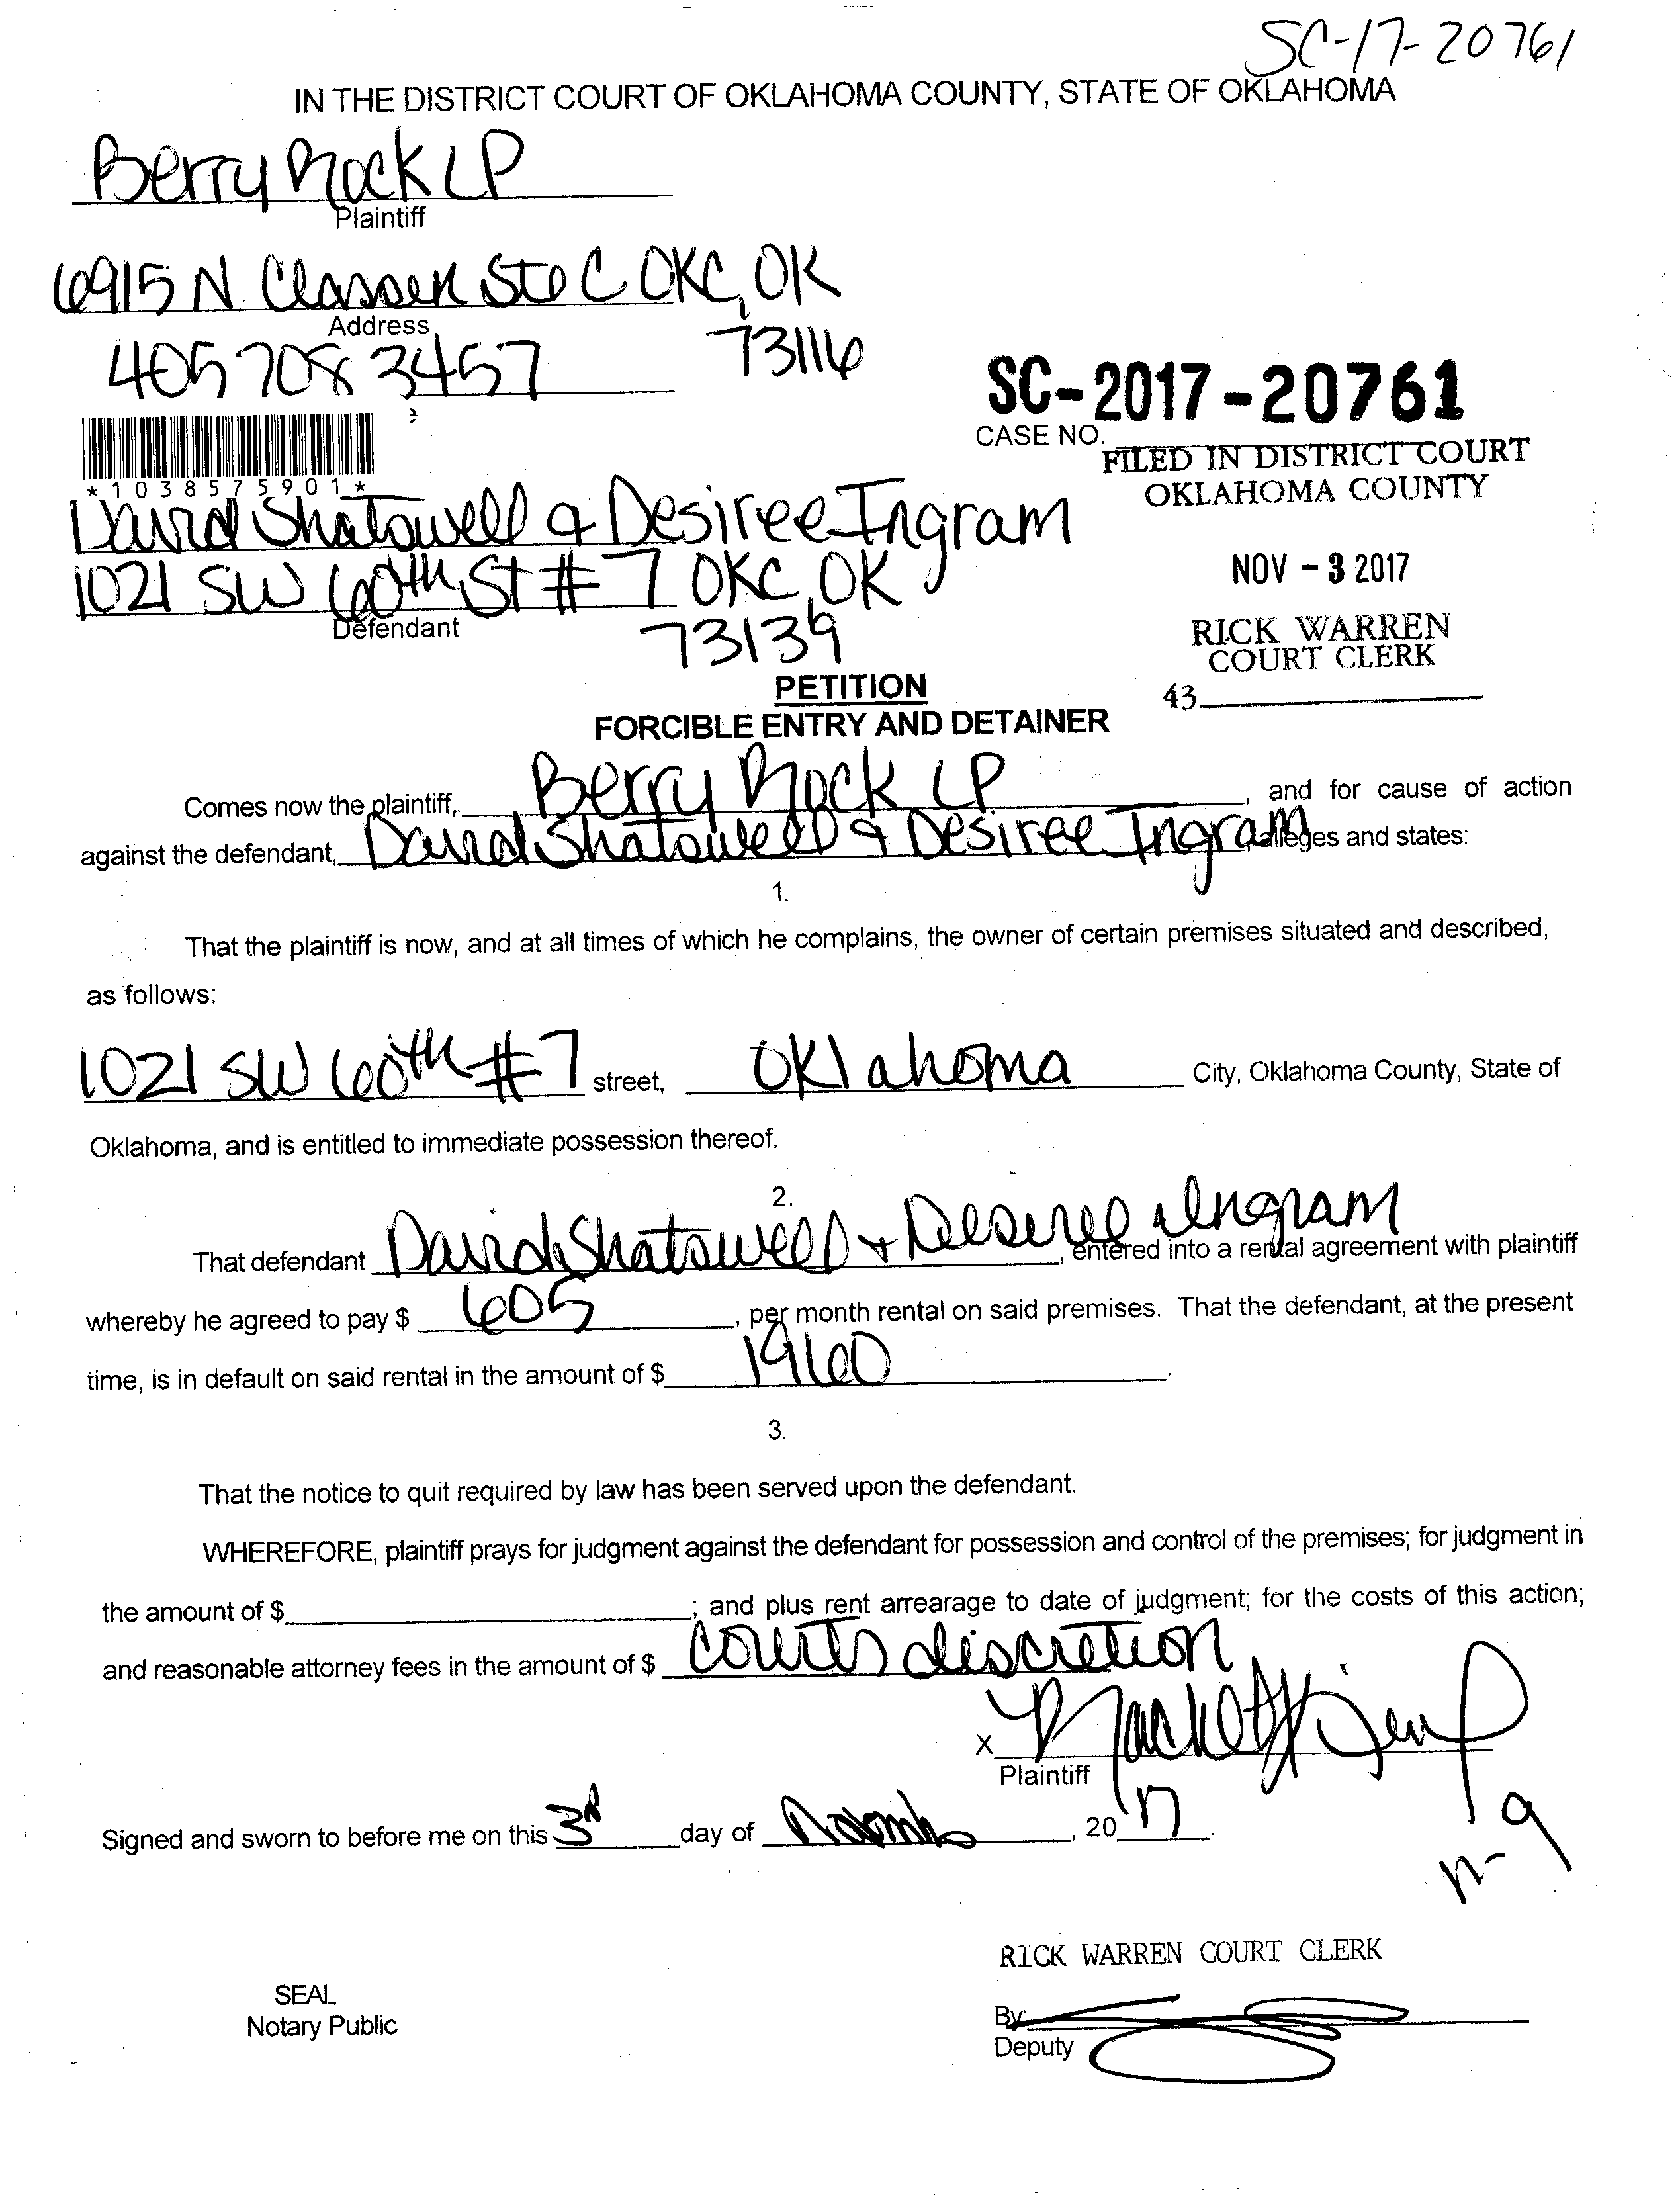 SC-17-20761
IN THE DISTRICT COURT OF OKLAHOMA COUNTY, STATE OF OKLAHOMA
Berry Rock LP
Plaintiff
6915 N. Classen Ste C OKC, OK
Address
405 708 3457 73116
SC-2017-20761
CASE NO.
FILED IN DISTRICT COURT
OKLAHOMA COUNTY
*1038575901*
David Shatswell & Desiree Ingram
1021 SW 60th St #7 OKC, OK
Defendant
73139
NOV - 3 2017
RICK WARREN
COURT CLERK
43
PETITION
FORCIBLE ENTRY AND DETAINER
Comes now the plaintiff, Berry Rock LP, and for cause of action
against the defendant, David Shatswell & Desiree Ingram, alleges and states:
1.
That the plaintiff is now, and at all times of which he complains, the owner of certain premises situated and described,
as follows:
1021 SW 60th #7 street, Oklahoma City, Oklahoma County, State of
Oklahoma, and is entitled to immediate possession thereof.
2.
That defendant David Shatswell & Desiree Ingram, entered into a rental agreement with plaintiff
whereby he agreed to pay $ 605, per month rental on said premises. That the defendant, at the present
time, is in default on said rental in the amount of $ 1960.
3.
That the notice to quit required by law has been served upon the defendant.
WHEREFORE, plaintiff prays for judgment against the defendant for possession and control of the premises; for judgment in
the amount of $ ; and plus rent arrearage to date of judgment; for the costs of this action;
and reasonable attorney fees in the amount of $ courts discretion
X
Plaintiff
Signed and sworn to before me on this 3rd day of November, 2017.
n-9
RICK WARREN COURT CLERK
SEAL
Notary Public
By:
Deputy